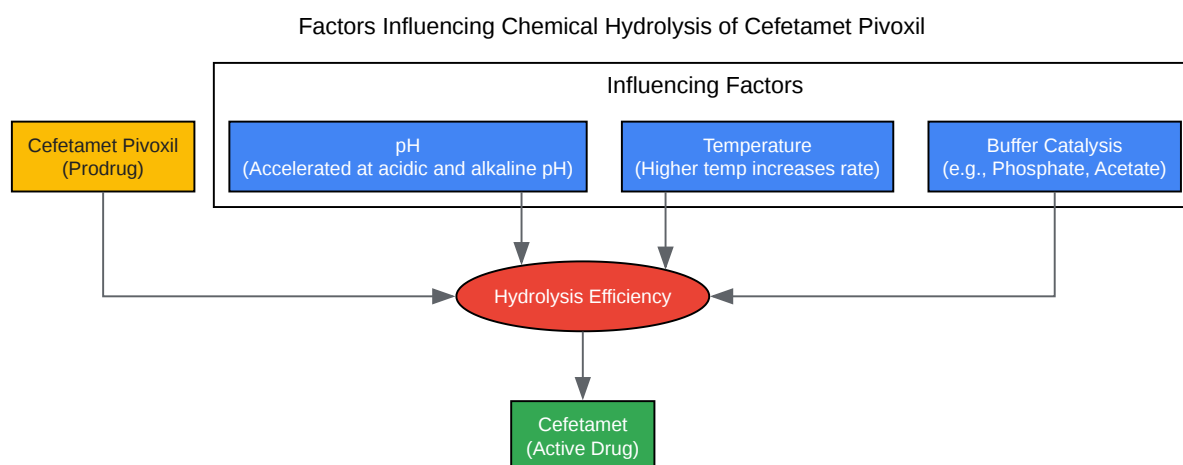 Factors Influencing Chemical Hydrolysis of Cefetamet Pivoxil
Influencing Factors
Cefetamet Pivoxil
(Prodrug)
pH
(Accelerated at acidic and alkaline pH)
Temperature
(Higher temp increases rate)
Buffer Catalysis
(e.g., Phosphate, Acetate)
Hydrolysis Efficiency
Cefetamet
(Active Drug)